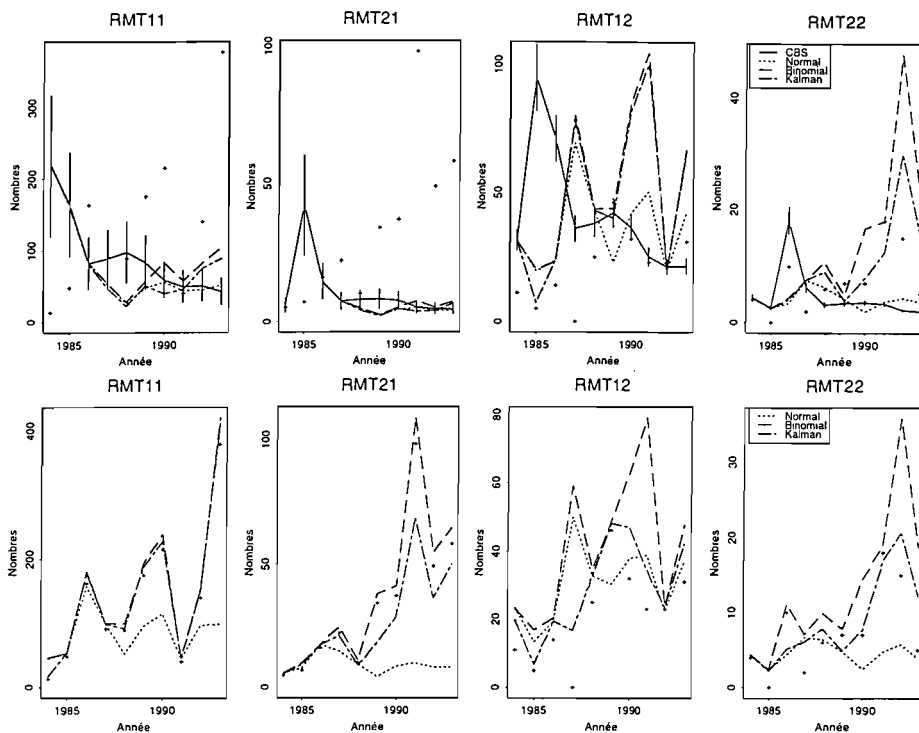 RMT11
RMT21
RMT12
RMT22
Nombres
300
200
100
0
1985
1990
Année
Nombres
100
50
0
1985
1990
Année
Nombres
100
50
0
1985
1990
Année
CBS
Normal
Binomial
Kalman
Nombres
40
20
0
1985
1990
Année
RMT11
RMT21
RMT12
RMT22
Nombres
400
200
0
1985
1990
Année
Nombres
100
50
0
1985
1990
Année
Nombres
80
60
40
20
0
1985
1990
Année
Normal
Binomial
Kalman
Nombres
30
20
10
0
1985
1990
Année